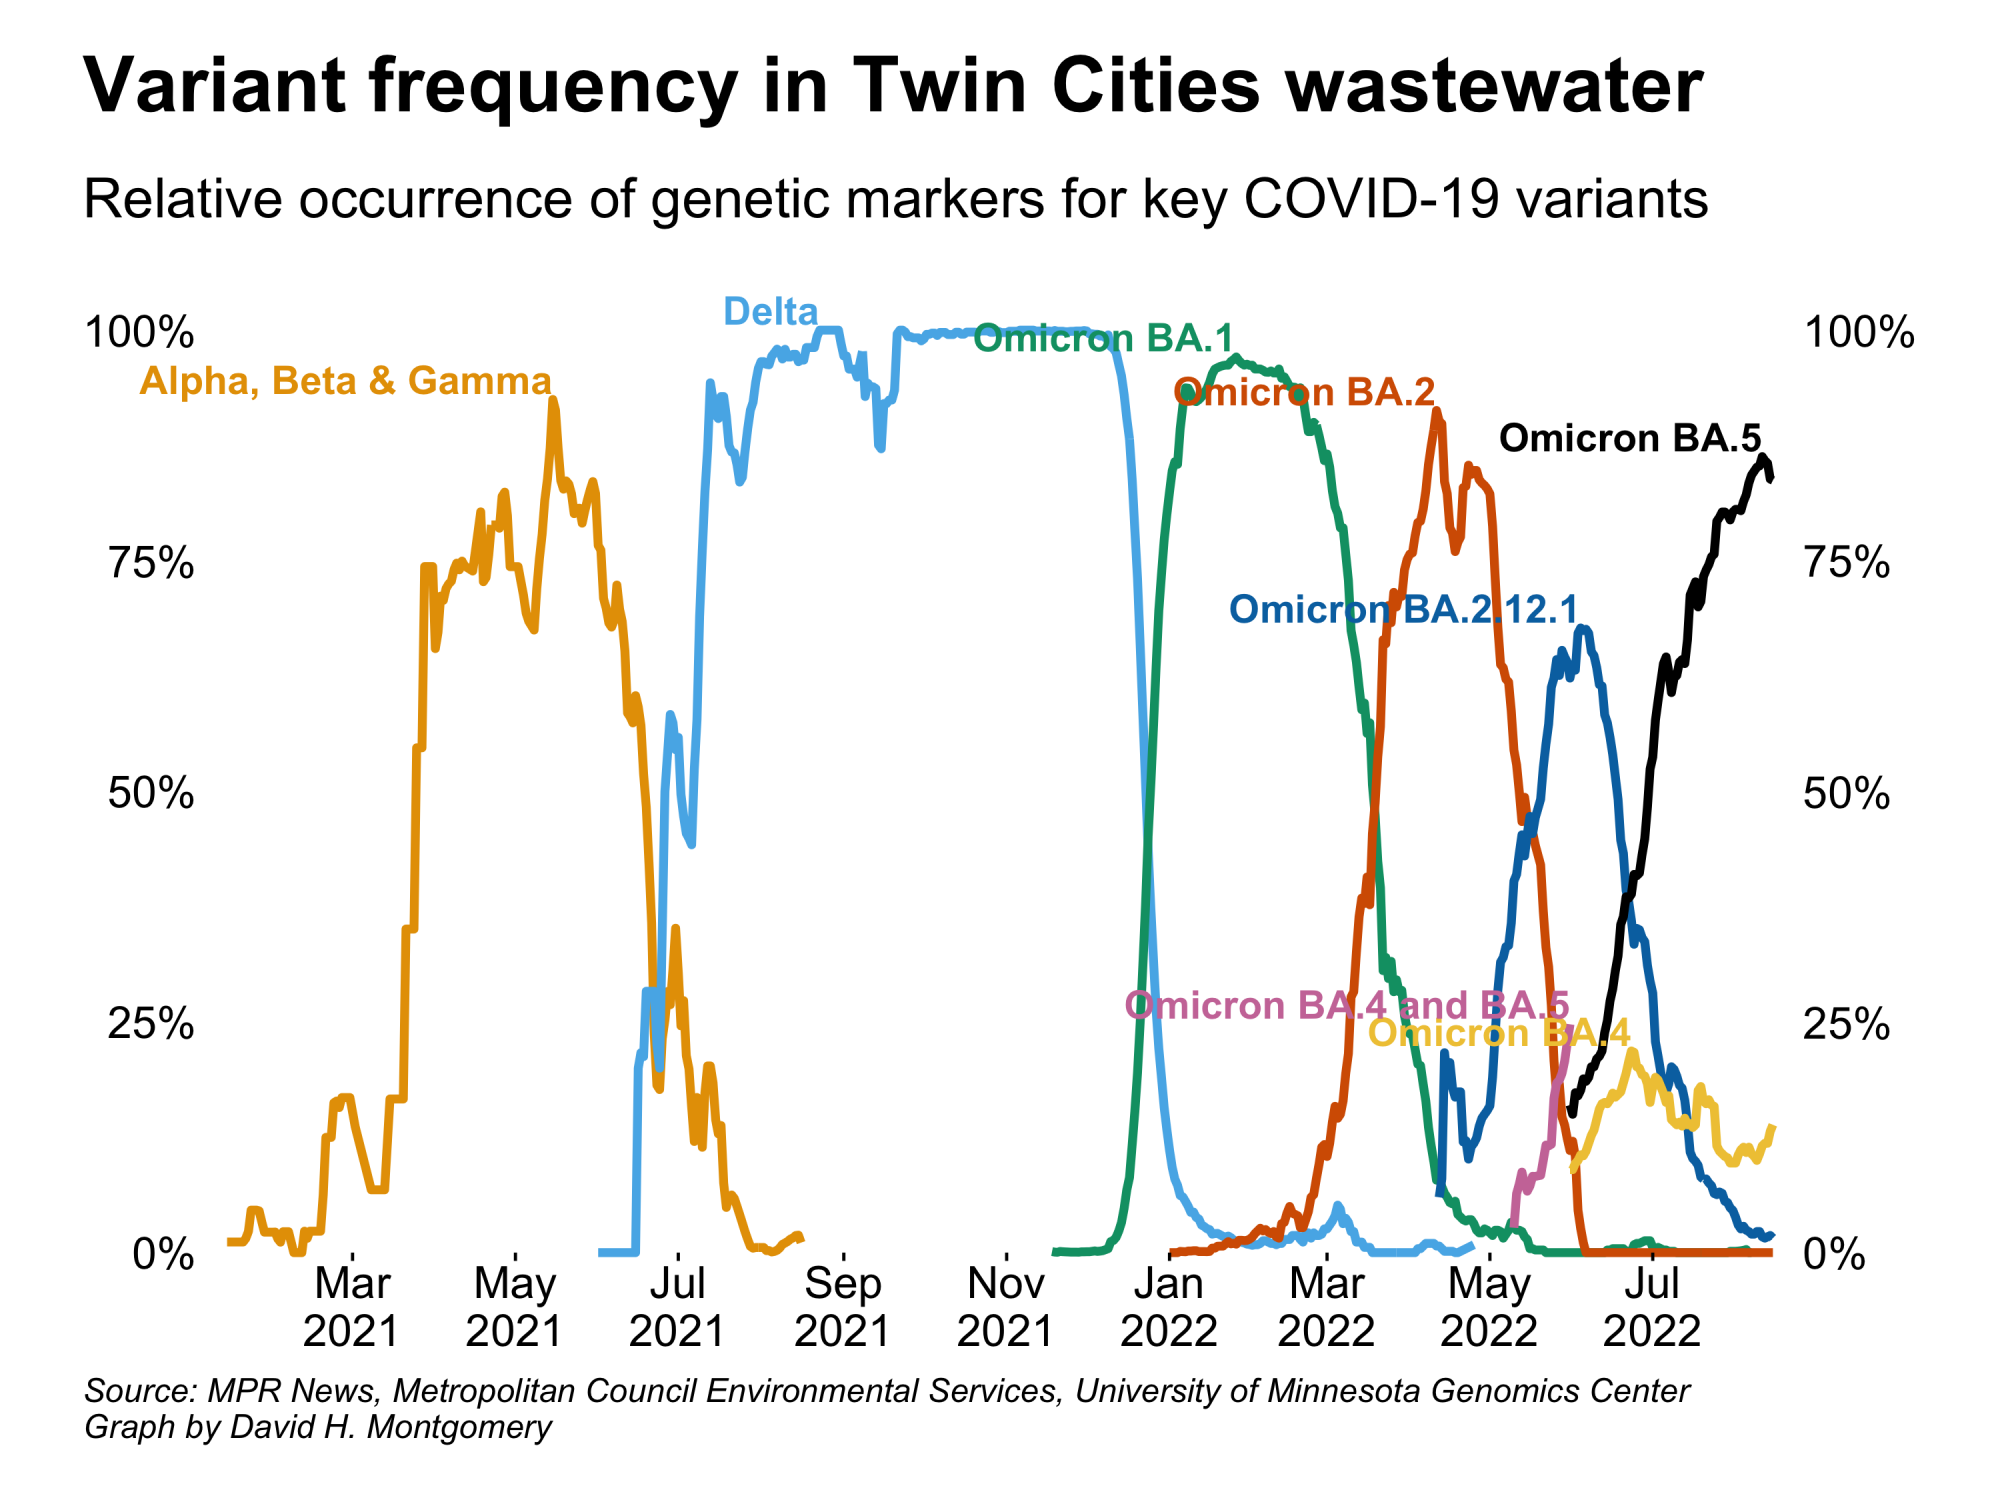 Variant frequency in Twin Cities wastewater
Relative occurrence of genetic markers for key COVID-19 variants
Delta
100%
Omicron BA.1
100%
Alpha, Beta & Gamma
Omicron BA.2
Omicron BA.5
75%
75%
Omicron BA.2.12.1
50%
50%
Omicron BA.4 and BA.5
25%
Omicron BA.4
25%
0%
0%
Mar May Jul Sep Nov Jan Mar May Jul
2021 2021 2021 2021 2021 2022 2022 2022 2022
Source: MPR News, Metropolitan Council Environmental Services, University of Minnesota Genomics Center
Graph by David H. Montgomery